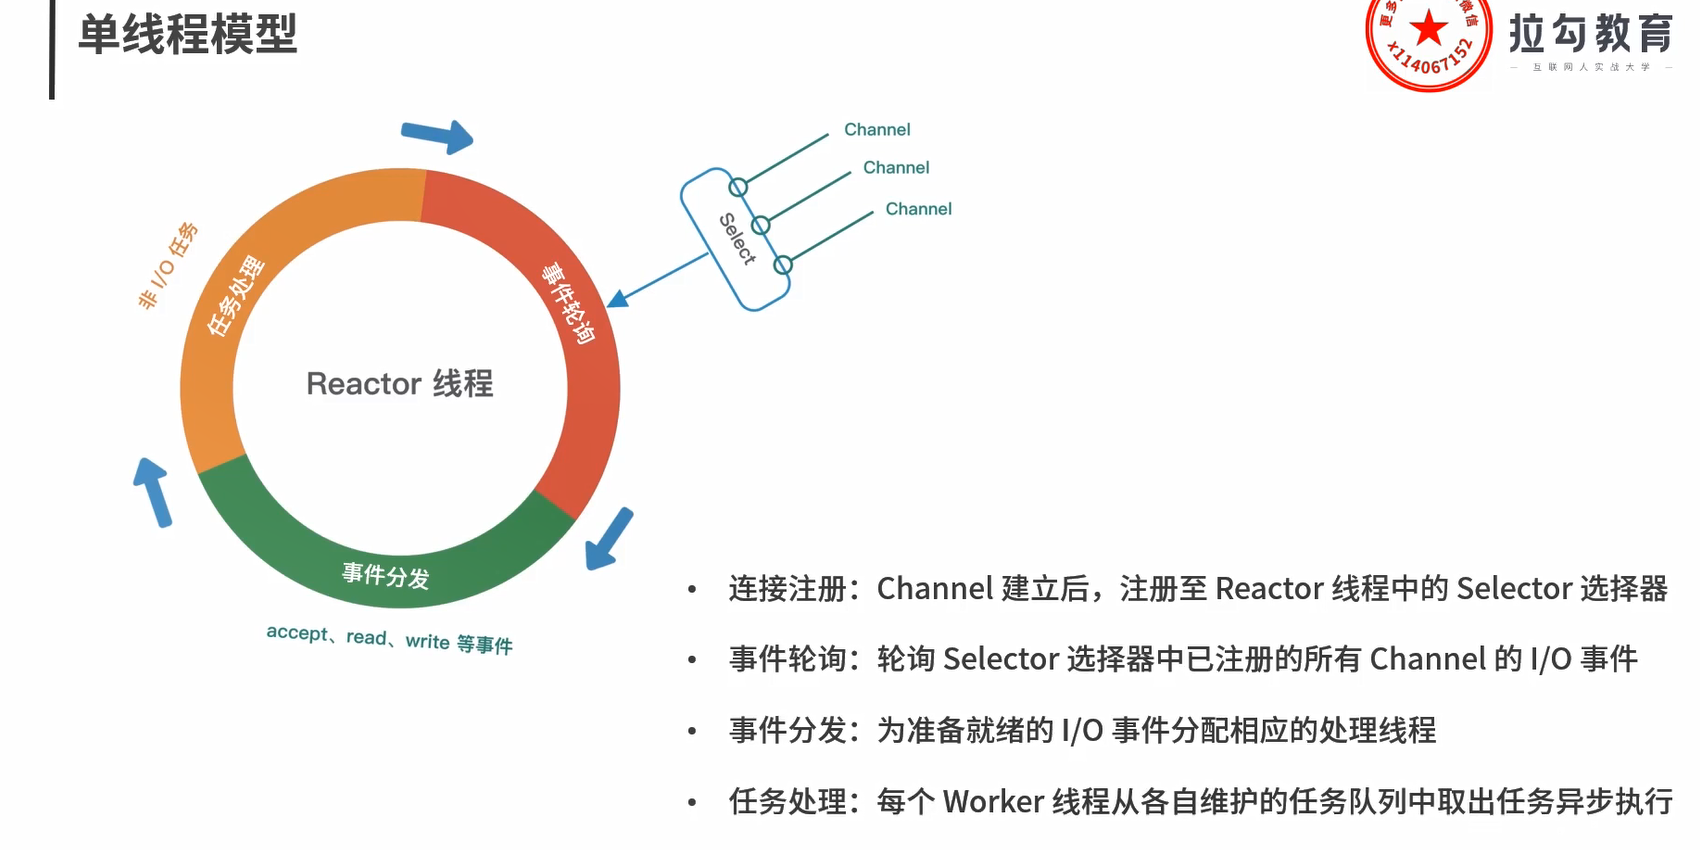 单线程模型
更多
微信
x114067152
拉勾教育
互联网人实战大学
Channel
Channel
Channel
Select
非 I/O 任务
任务处理
事件轮询
Reactor 线程
事件分发
accept、read、write 等事件
• 连接注册：Channel 建立后，注册至 Reactor 线程中的 Selector 选择器
• 事件轮询：轮询 Selector 选择器中已注册的所有 Channel 的 I/O 事件
• 事件分发：为准备就绪的 I/O 事件分配相应的处理线程
• 任务处理：每个 Worker 线程从各自维护的任务队列中取出任务异步执行